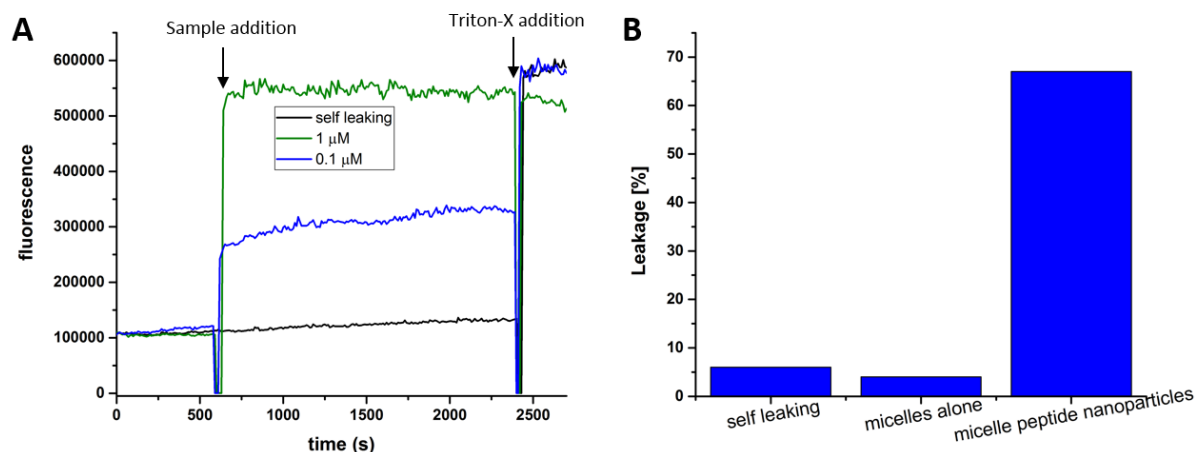 A
Sample addition
Triton-X addition
B
600000
500000
400000
300000
200000
100000
0
fluorescence
self leaking
1 μM
0.1 μM
0
500
1000
1500
2000
2500
time (s)
70
60
50
40
30
20
10
0
Leakage [%]
self leaking
micelles alone
micelle peptide nanoparticles